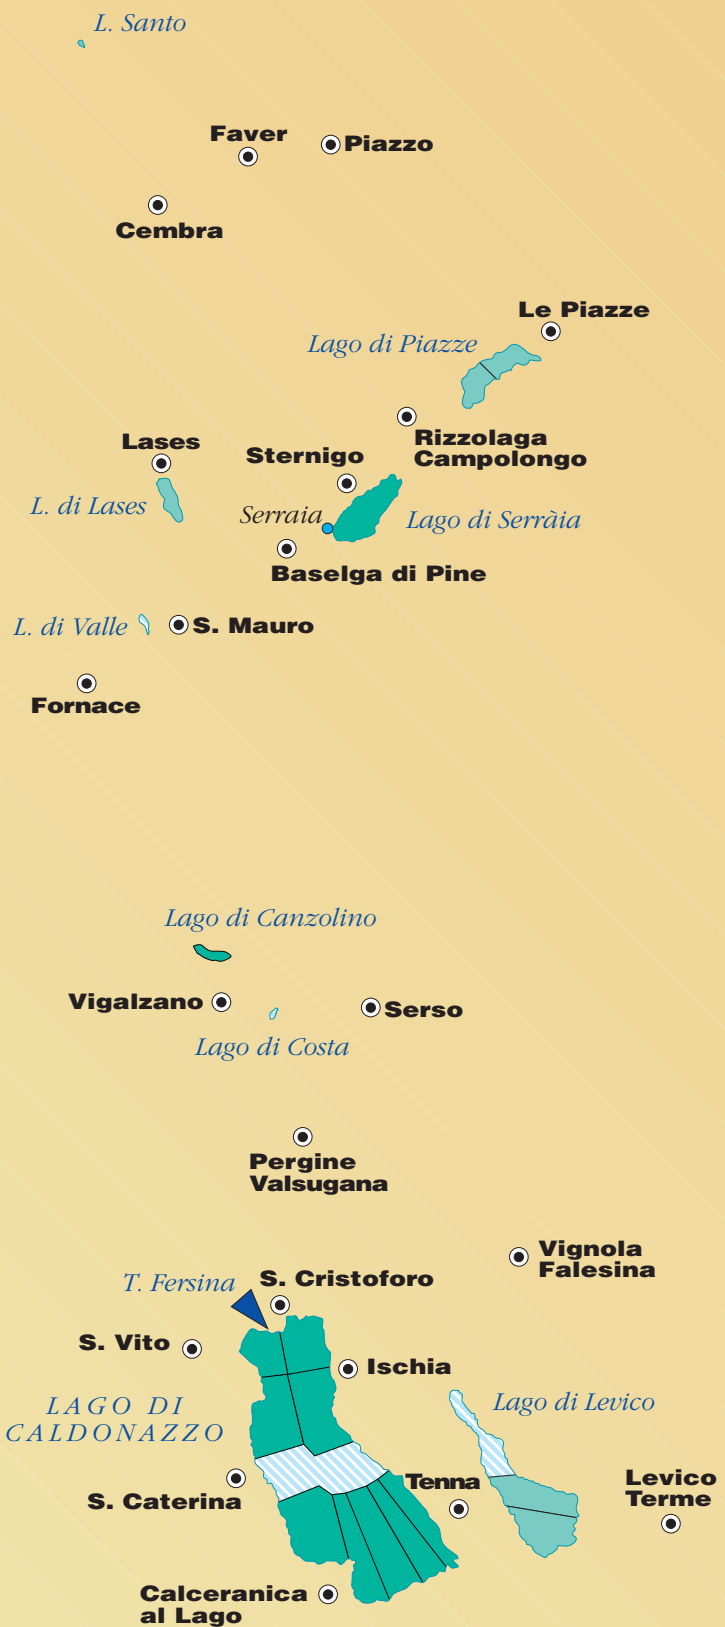 L. Santo
Faver
Piazzo
Cembra
Le Piazze
Lago di Piazze
Rizzolaga
Campolongo
Lases
Sternigo
L. di Lases
Serraia
Lago di Serràia
Baselga di Pine
L. di Valle
S. Mauro
Fornace
Lago di Canzolino
Vigalzano
Serso
Lago di Costa
Pergine
Valsugana
Vignola
Falesina
T. Fersina
S. Cristoforo
S. Vito
Ischia
LAGO DI
CALDONAZZO
Lago di Levico
S. Caterina
Tenna
Levico
Terme
Calceranica
al Lago